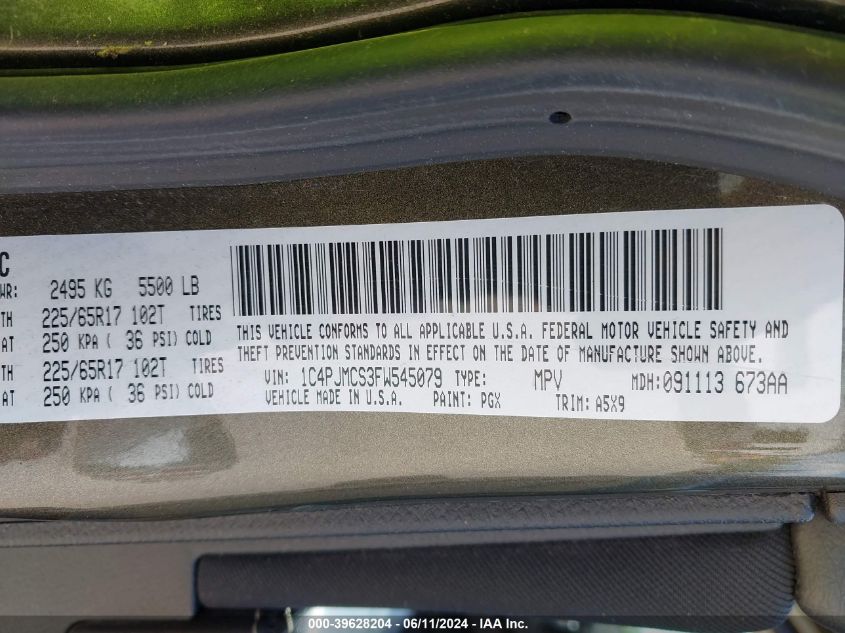 C
WR: 2495 KG 5500 LB
TH 225/65R17 102T TIRES
AT 250 KPA ( 36 PSI) COLD
TH 225/65R17 102T TIRES
AT 250 KPA ( 36 PSI) COLD
THIS VEHICLE CONFORMS TO ALL APPLICABLE U.S.A. FEDERAL MOTOR VEHICLE SAFETY AND
THEFT PREVENTION STANDARDS IN EFFECT ON THE DATE OF MANUFACTURE SHOWN ABOVE.
VIN: 1C4PJMCS3FW545079 TYPE: MPV MDH:091113 673AA
VEHICLE MADE IN U.S.A. PAINT: PGX TRIM: A5X9
000-39628204 - 06/11/2024 - IAA Inc.